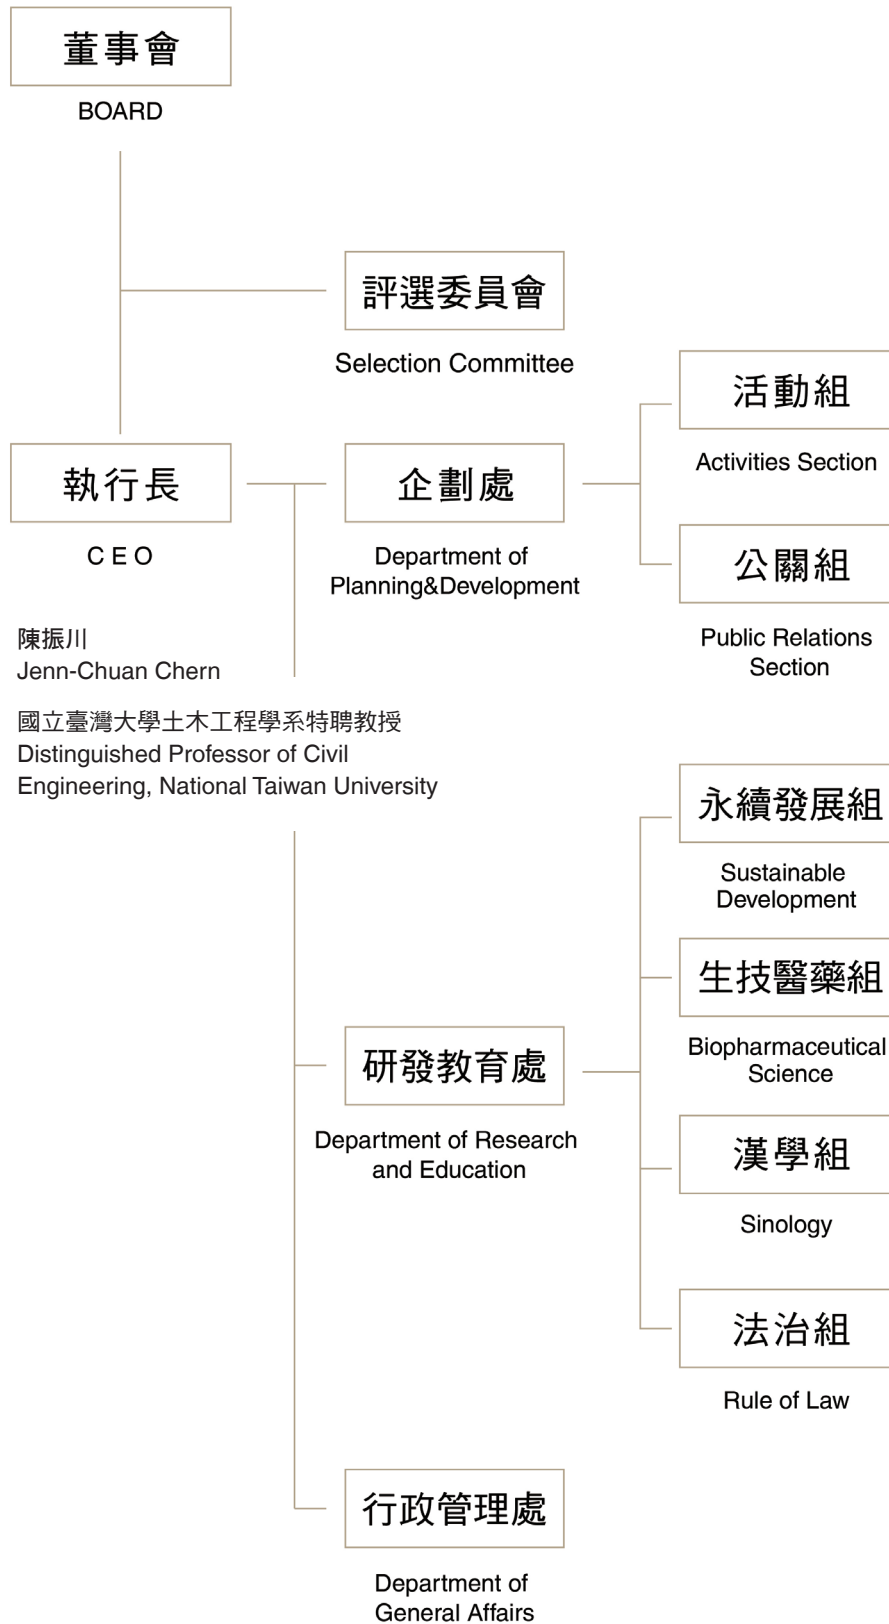 董事會
BOARD
評選委員會
Selection Committee
活動組
Activities Section
執行長
CEO
企劃處
Department of
Planning&Development
公關組
Public Relations
Section
陳振川
Jenn-Chuan Chern
國立臺灣大學土木工程學系特聘教授
Distinguished Professor of Civil
Engineering, National Taiwan University
永續發展組
Sustainable
Development
生技醫藥組
Biopharmaceutical
Science
研發教育處
Department of Research
and Education
漢學組
Sinology
法治組
Rule of Law
行政管理處
Department of
General Affairs